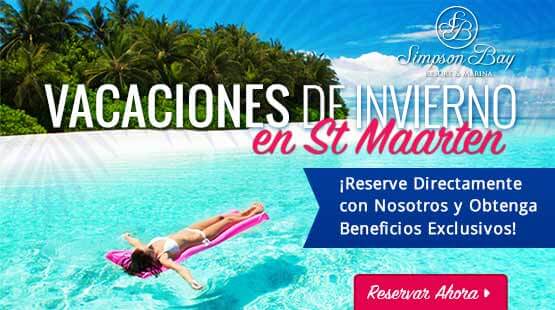 SB
Simpson Bay
RESORT & MARINA
VACACIONES DE INVIERNO
en St Maarten
¡Reserve Directamente
con Nosotros y Obtenga
Beneficios Exclusivos!
Reservar Ahora